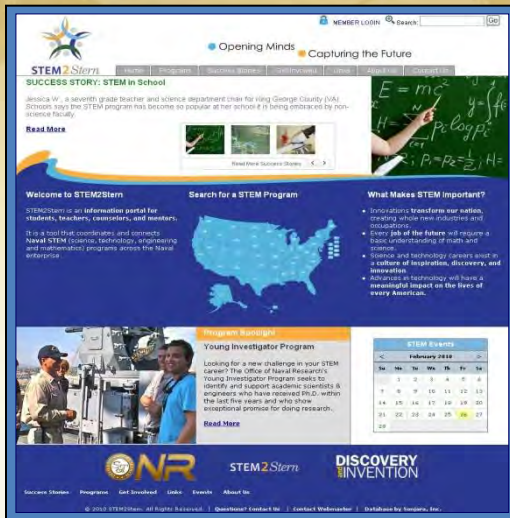 MEMBER LOGIN Search: Go
Opening Minds
Capturing the Future
STEM2Stern
Home Programs Success Stories Get Involved Links About Us Contact Us
SUCCESS STORY: STEM in School
Jessica W., a seventh grade teacher and science department chair for King George County (VA)
Schools says the STEM program has become so popular at her school it is being embraced by non-
science faculty.
Read More
Read More Success Stories < >
E = mc²
Welcome to STEM2Stern
STEM2Stern is an information portal for
students, teachers, counselors, and mentors.
It is a tool that coordinates and connects
Naval STEM (science, technology, engineering
and mathematics) programs across the Naval
enterprise.
Search for a STEM Program
What Makes STEM Important?
Innovations transform our nation,
creating whole new industries and
occupations.
Every job of the future will require a
basic understanding of math and
science.
Science and technology careers exist in
a culture of inspiration, discovery, and
innovation.
Advances in technology will have a
meaningful impact on the lives of
every American.
Program Spotlight
Young Investigator Program
Looking for a new challenge in your STEM
career? The Office of Naval Research's
Young Investigator Program seeks to
identify and support academic scientists &
engineers who have received Ph.D. within
the last five years and who show
exceptional promise for doing research.
Read More
STEM Events
< February 2010 >
Su Mo Tu We Th Fr Sa
1 2 3 4 5 6
7 8 9 10 11 12 13
14 15 16 17 18 19 20
21 22 23 24 25 26 27
28
ONR
STEM2Stern
DISCOVERY
and INVENTION
Success Stories Programs Get Involved Links Events About Us
© 2010 STEM2Stern. All Rights Reserved. | Questions? Contact Us | Contact Webmaster | Database by Sanjara, Inc.